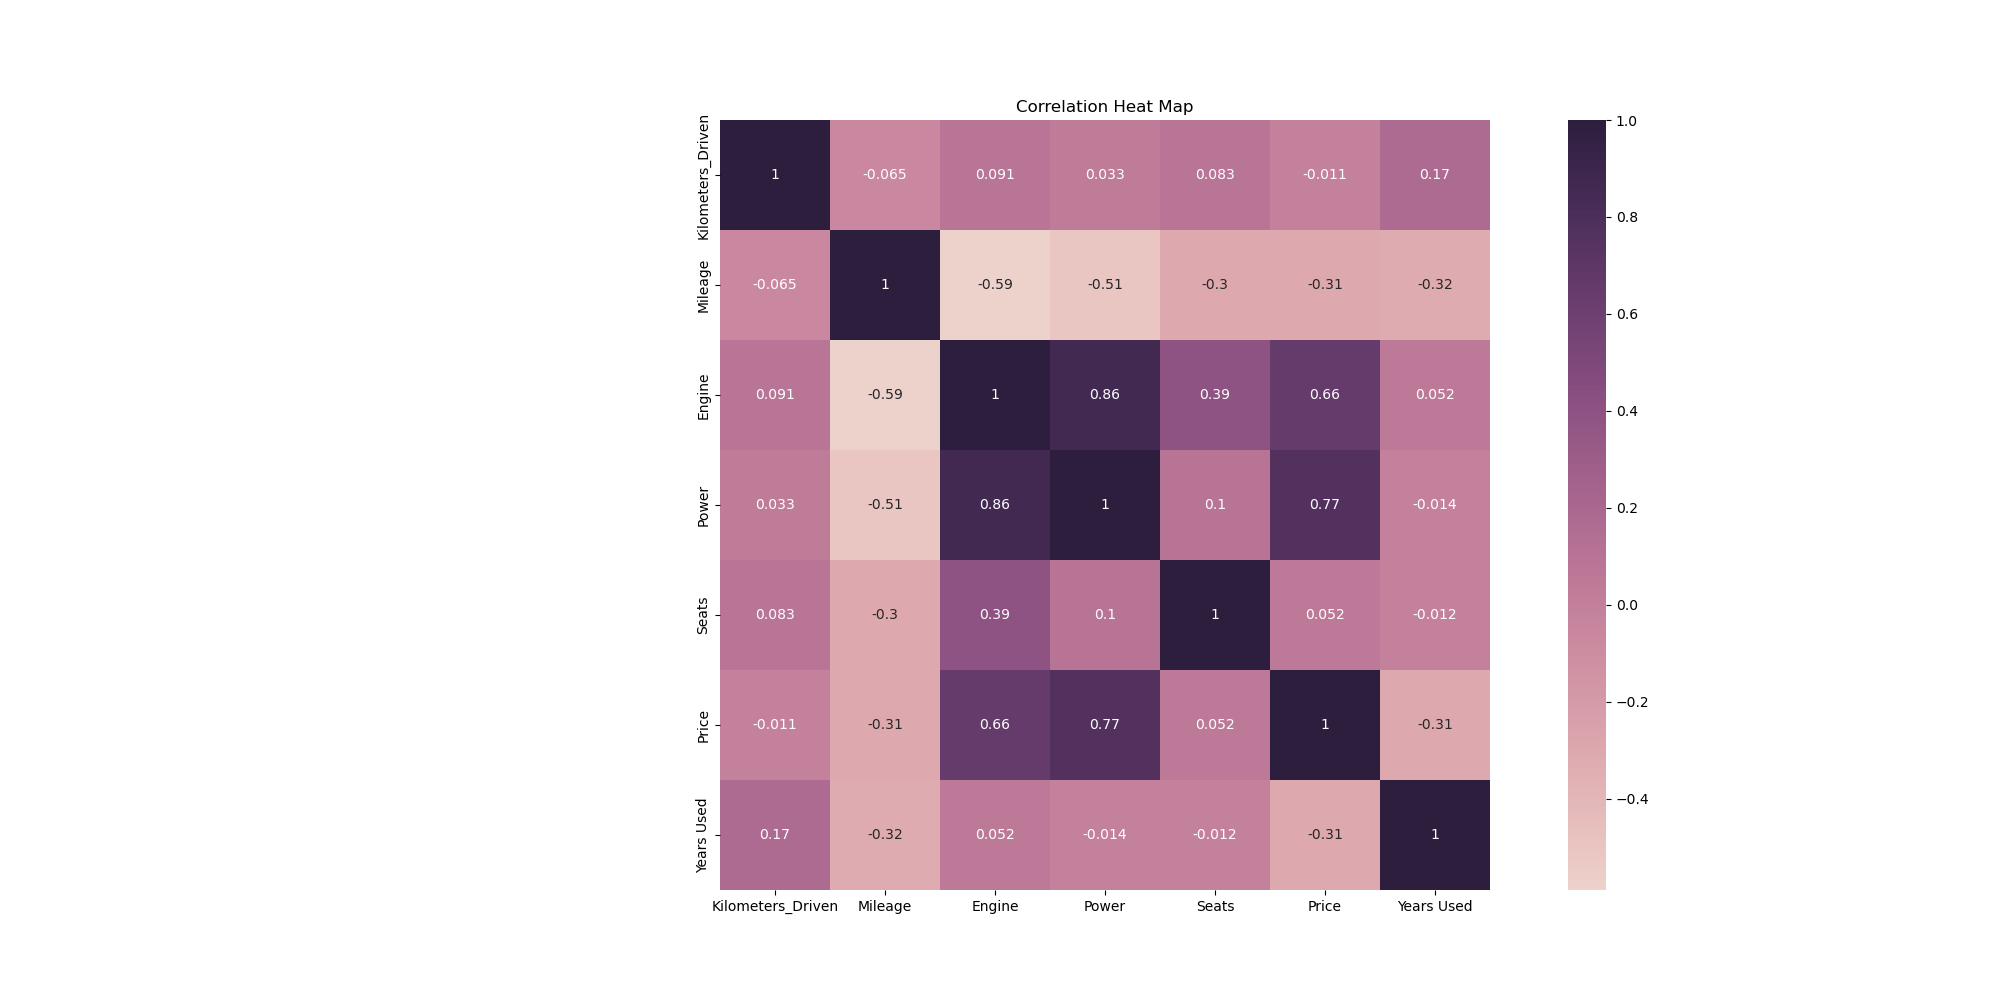 Correlation Heat Map
Kilometers_Driven
1 -0.065 0.091 0.033 0.083 -0.011 0.17
Mileage
-0.065 1 -0.59 -0.51 -0.3 -0.31 -0.32
Engine
0.091 -0.59 1 0.86 0.39 0.66 0.052
Power
0.033 -0.51 0.86 1 0.1 0.77 -0.014
Seats
0.083 -0.3 0.39 0.1 1 0.052 -0.012
Price
-0.011 -0.31 0.66 0.77 0.052 1 -0.31
Years Used
0.17 -0.32 0.052 -0.014 -0.012 -0.31 1
Kilometers_Driven Mileage Engine Power Seats Price Years Used
1.0
0.8
0.6
0.4
0.2
0.0
−0.2
−0.4